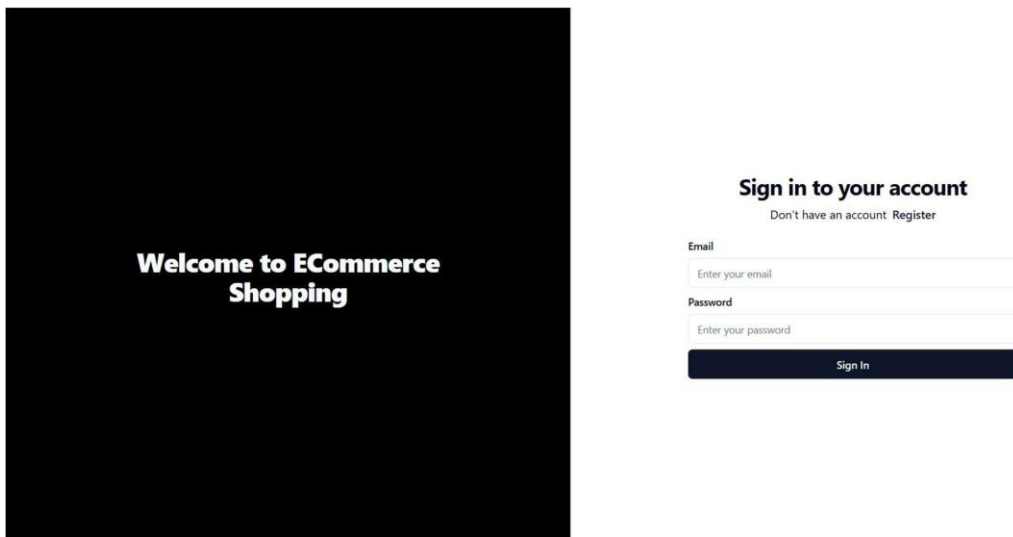 Welcome to ECommerce
Shopping
Sign in to your account
Don't have an account Register
Email
Enter your email
Password
Enter your password
Sign In